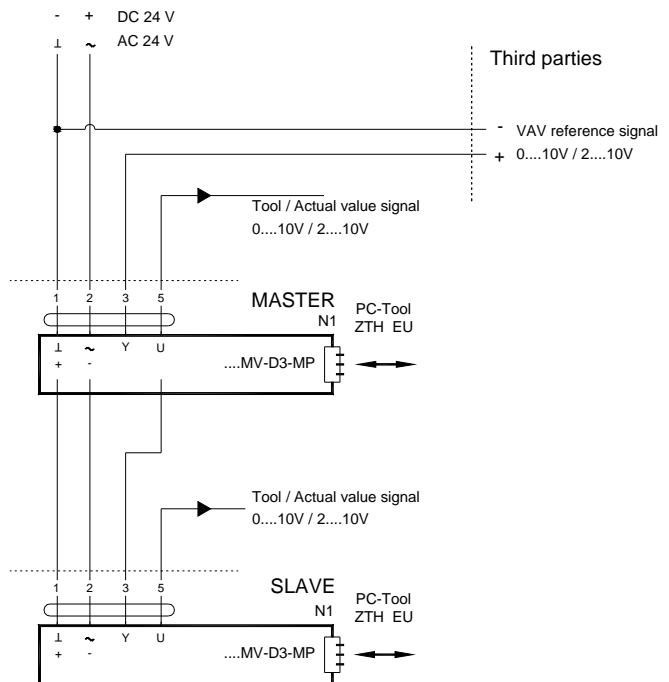 - + DC 24 V
⊥ ~ AC 24 V
Third parties
- VAV reference signal
+ 0....10V / 2....10V
Tool / Actual value signal
0....10V / 2....10V
1 2 3 5
MASTER
N1
PC-Tool
ZTH EU
⊥ ~ Y U
+ -
....MV-D3-MP
Tool / Actual value signal
0....10V / 2....10V
1 2 3 5
SLAVE
N1
PC-Tool
ZTH EU
⊥ ~ Y U
+ -
....MV-D3-MP